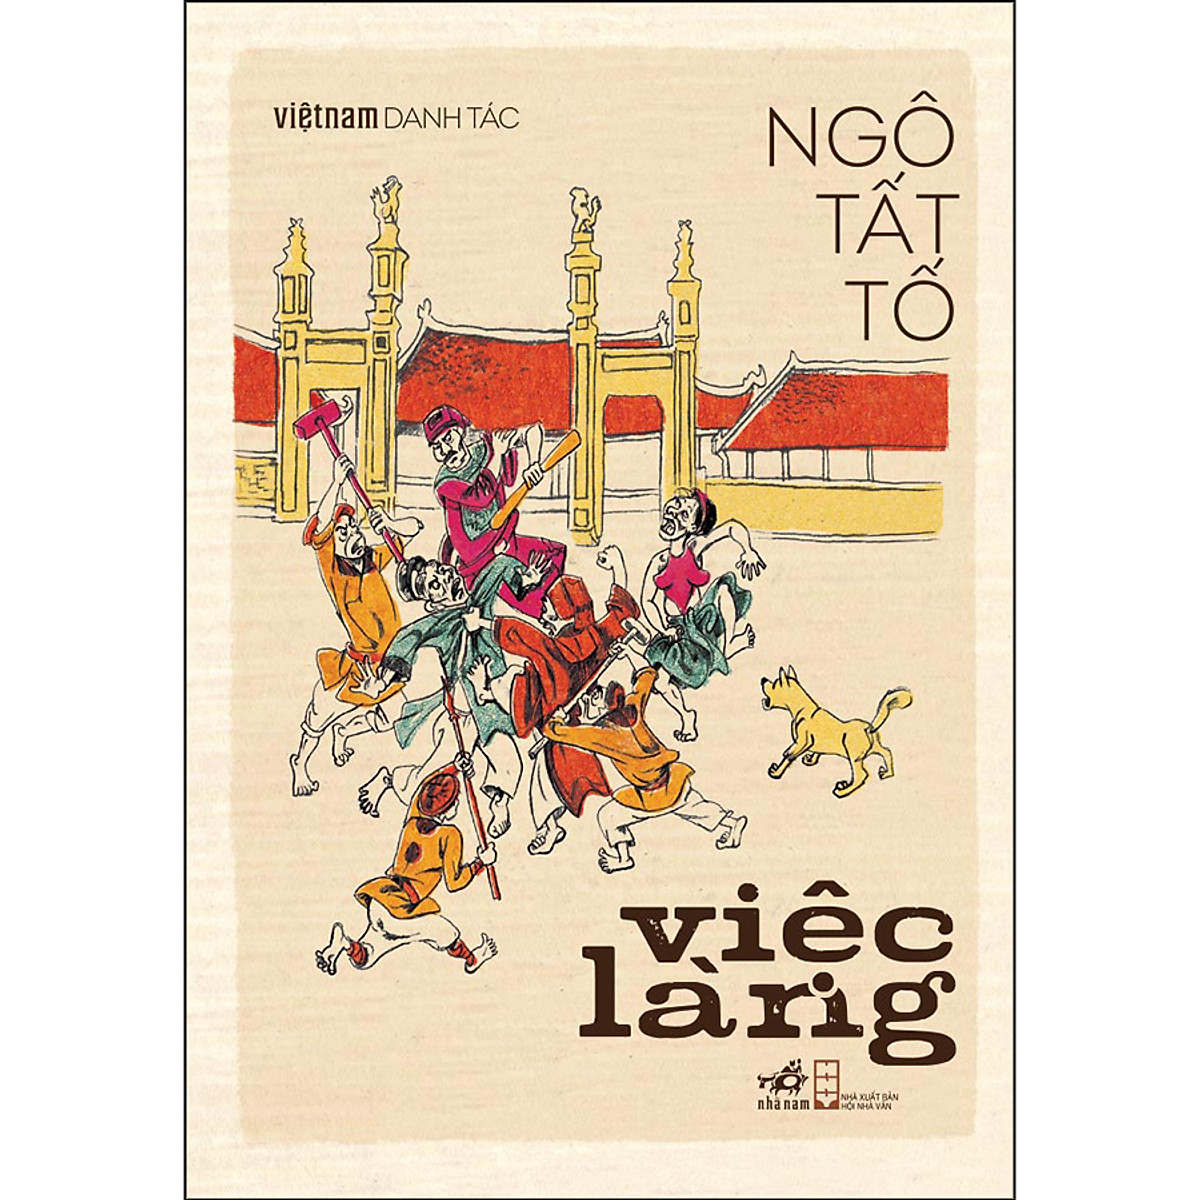 việtnam DANH TÁC
NGÔ
TẤT
TỐ
việc
làng
nhã nam
NHÀ XUẤT BẢN
HỘI NHÀ VĂN